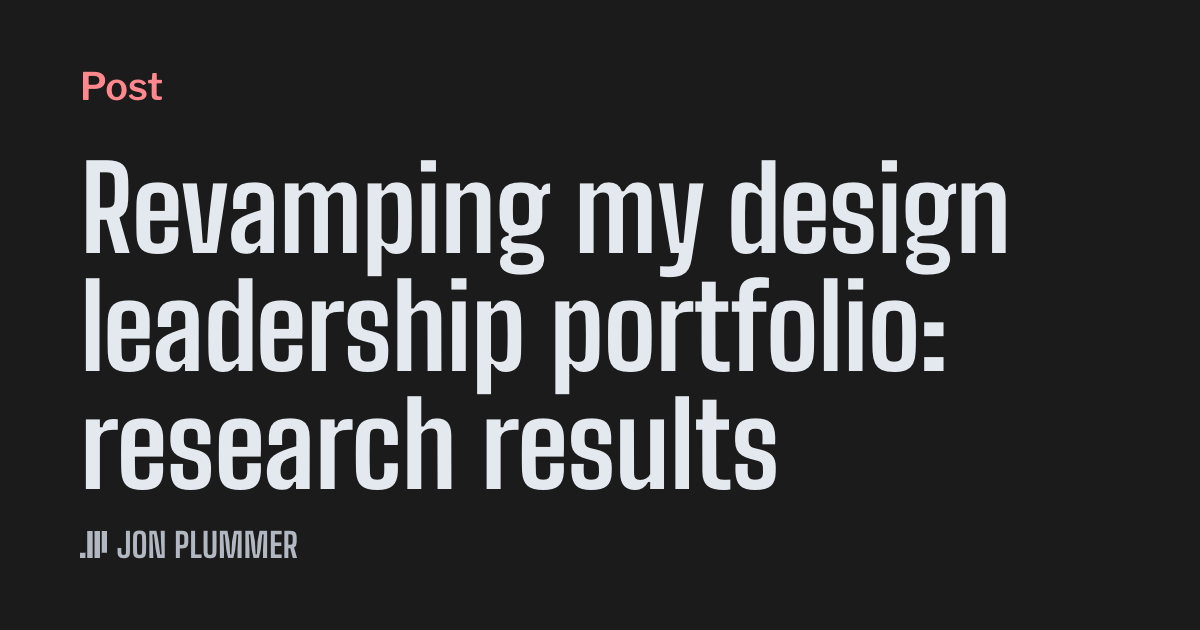 Post
Revamping my design
leadership portfolio:
research results
JON PLUMMER